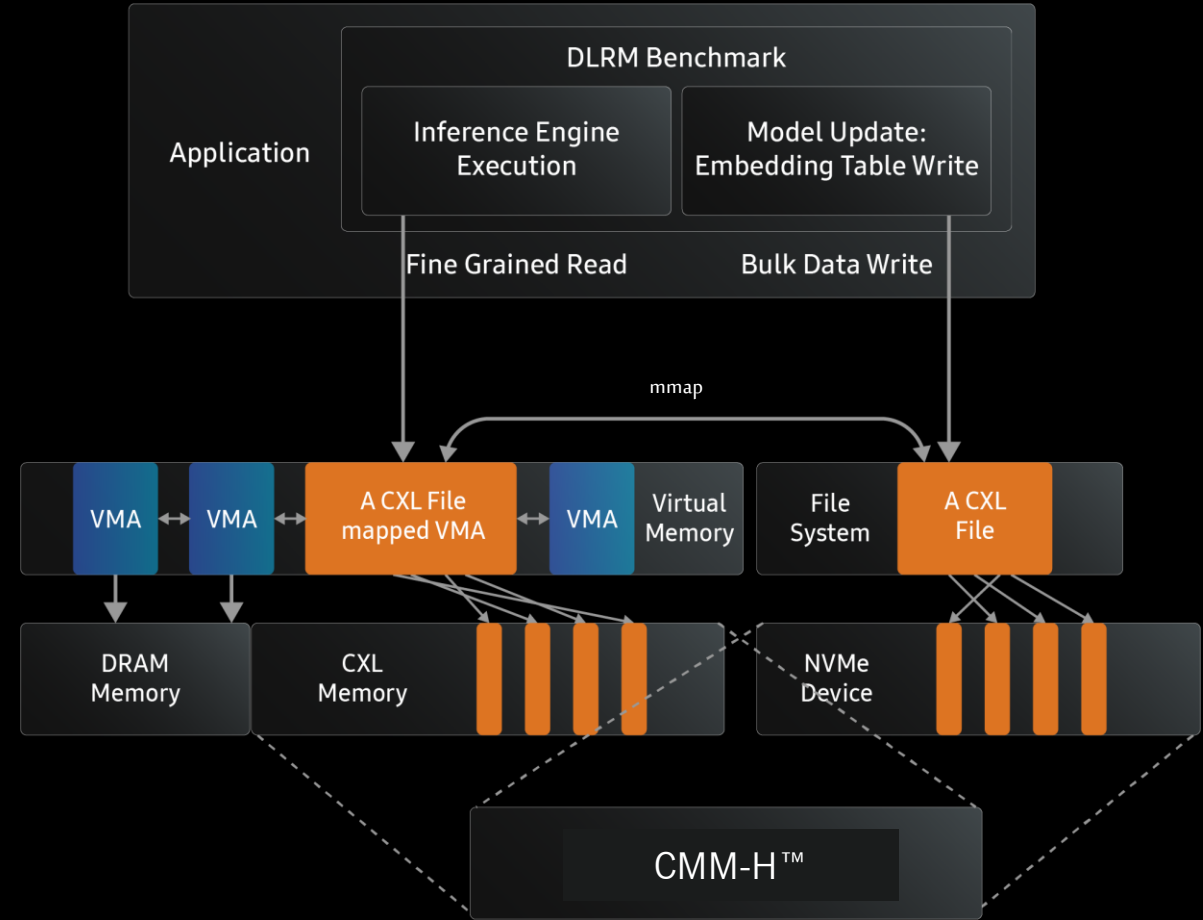 DLRM Benchmark
Application
Inference Engine
Execution
Model Update:
Embedding Table Write
Fine Grained Read
Bulk Data Write
mmap
VMA
VMA
A CXL File
mapped VMA
VMA
Virtual
Memory
File
System
A CXL
File
DRAM
Memory
CXL
Memory
NVMe
Device
CMM-H™